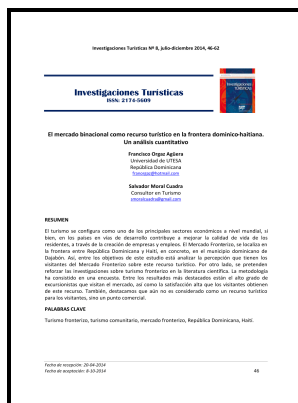 Investigaciones Turísticas Nº 8, julio-diciembre 2014, 46-62
Investigaciones Turísticas
ISSN: 2174-5609
El mercado binacional como recurso turístico en la frontera dominico-haitiana.
Un análisis cuantitativo
Francisco Orgaz Agüera
Universidad de UTESA
República Dominicana
franorgaz@hotmail.com
Salvador Moral Cuadra
Consultor en Turismo
smoralcuadra@gmail.com
RESUMEN
El turismo se configura como uno de los principales sectores económicos a nivel mundial, si
bien, en los países en vías de desarrollo contribuye a mejorar la calidad de vida de los
residentes, a través de la creación de empresas y empleos. El Mercado Fronterizo, se localiza en
la frontera entre República Dominicana y Haití, en concreto, en el municipio dominicano de
Dajabón. Así, entre los objetivos de este estudio está analizar la percepción que tienen los
visitantes del Mercado Fronterizo sobre este recurso turístico. Por otro lado, se pretenden
reforzar las investigaciones sobre turismo fronterizo en la literatura científica. La metodología
ha consistido en una encuesta. Entre los resultados más destacados están el alto grado de
excursionistas que visitan el mercado, así como la satisfacción alta que los visitantes obtienen
de este recurso. También, destacamos que aún no es considerado como un recurso turístico
para los visitantes, sino un punto comercial.
PALABRAS CLAVE
Turismo fronterizo, turismo comunitario, mercado fronterizo, República Dominicana, Haití.
Fecha de recepción: 20-04-2014
Fecha de aceptación: 8-10-2014
46